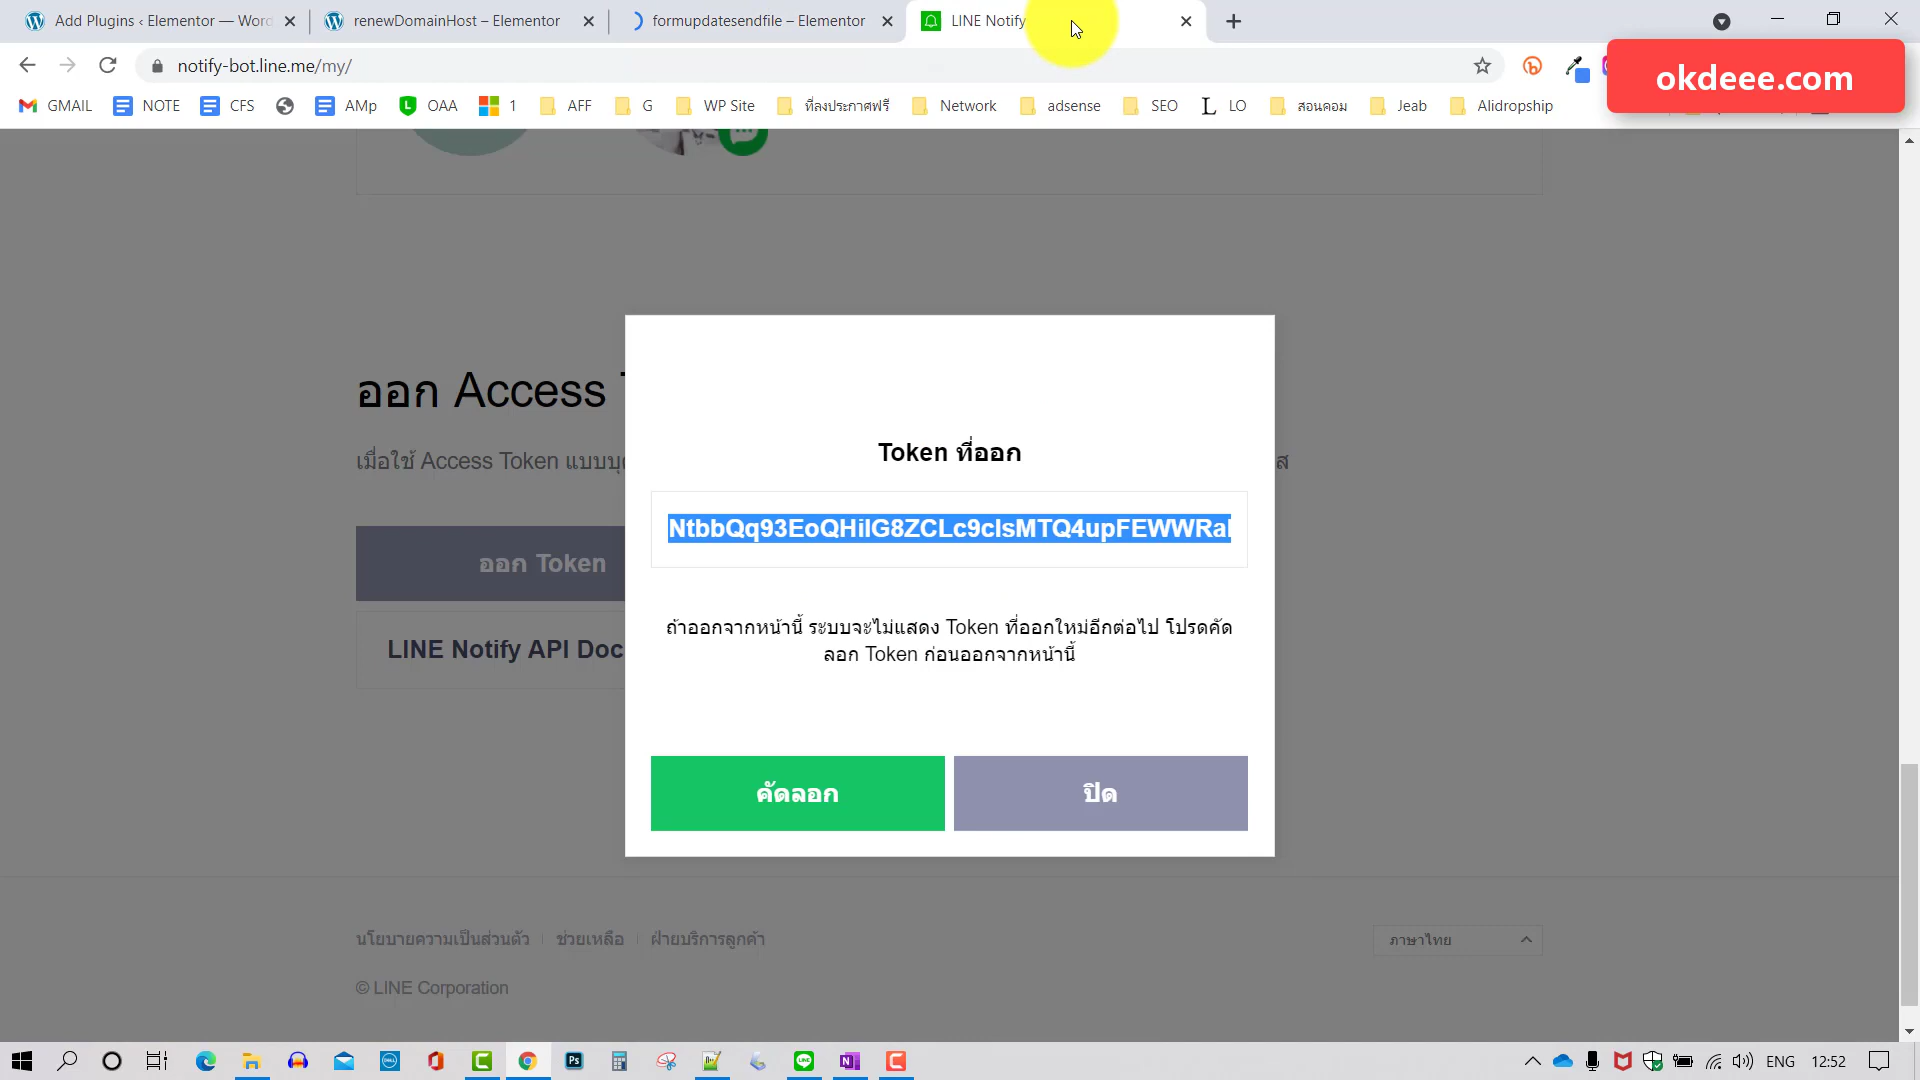 Add Plugins ‹ Elementor — Word
renewDomainHost – Elementor
formupdatesendfile – Elementor
LINE Notify
notify-bot.line.me/my/
okdeee.com
GMAIL
NOTE
CFS
AMp
OAA
1
AFF
G
WP Site
ที่ลงประกาศฟรี
Network
adsense
SEO
LO
สอนคอม
Jeab
Alidropship
ออก Access
เมื่อใช้ Access Token
Token ที่ออก
NtbbQq93EoQHilG8ZCLc9clsMTQ4upFEWWRal
ออก Token
ถ้าออกจากหน้านี้ ระบบจะไม่แสดง Token ที่ออกใหม่อีกต่อไป โปรดคัด
ลอก Token ก่อนออกจากหน้านี้
LINE Notify API Doc
คัดลอก
ปิด
นโยบายความเป็นส่วนตัว
ช่วยเหลือ
ฝ่ายบริการลูกค้า
ภาษาไทย
© LINE Corporation
ENG
12:52